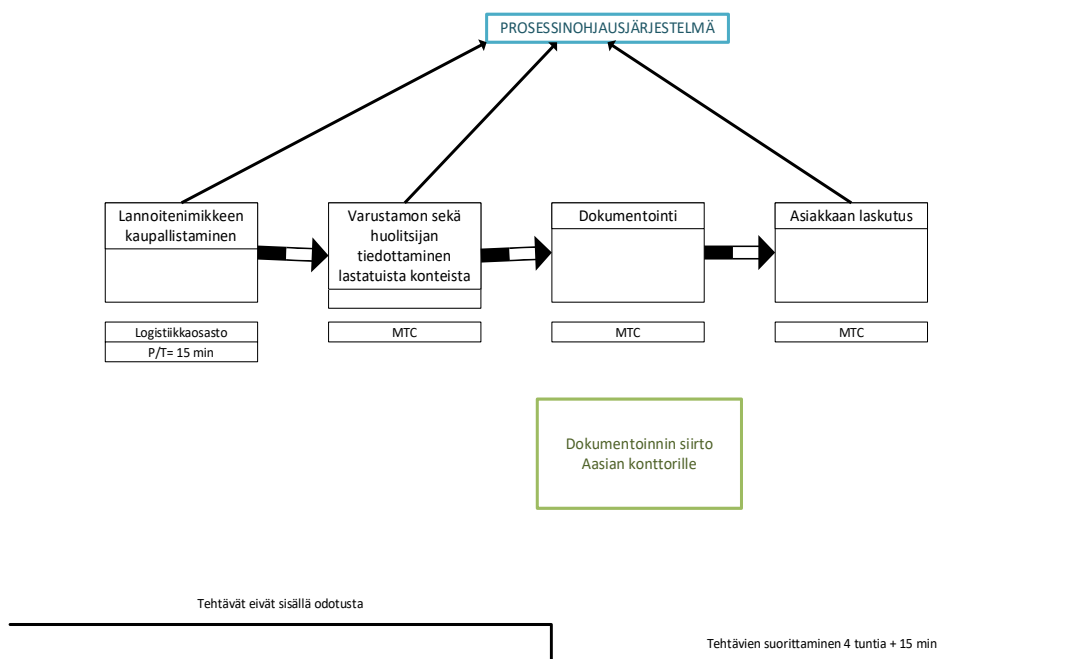 PROSESSINOHJAUSJÄRJESTELMÄ
Lannoitenimikkeen
kaupallistaminen
Varustamon sekä
huolitsijan
tiedottaminen
lastatuista konteista
Dokumentointi
Asiakkaan laskutus
Logistiikkaosasto
P/T= 15 min
MTC
MTC
MTC
Dokumentoinnin siirto
Aasian konttorille
Tehtävät eivät sisällä odotusta
Tehtävien suorittaminen 4 tuntia + 15 min